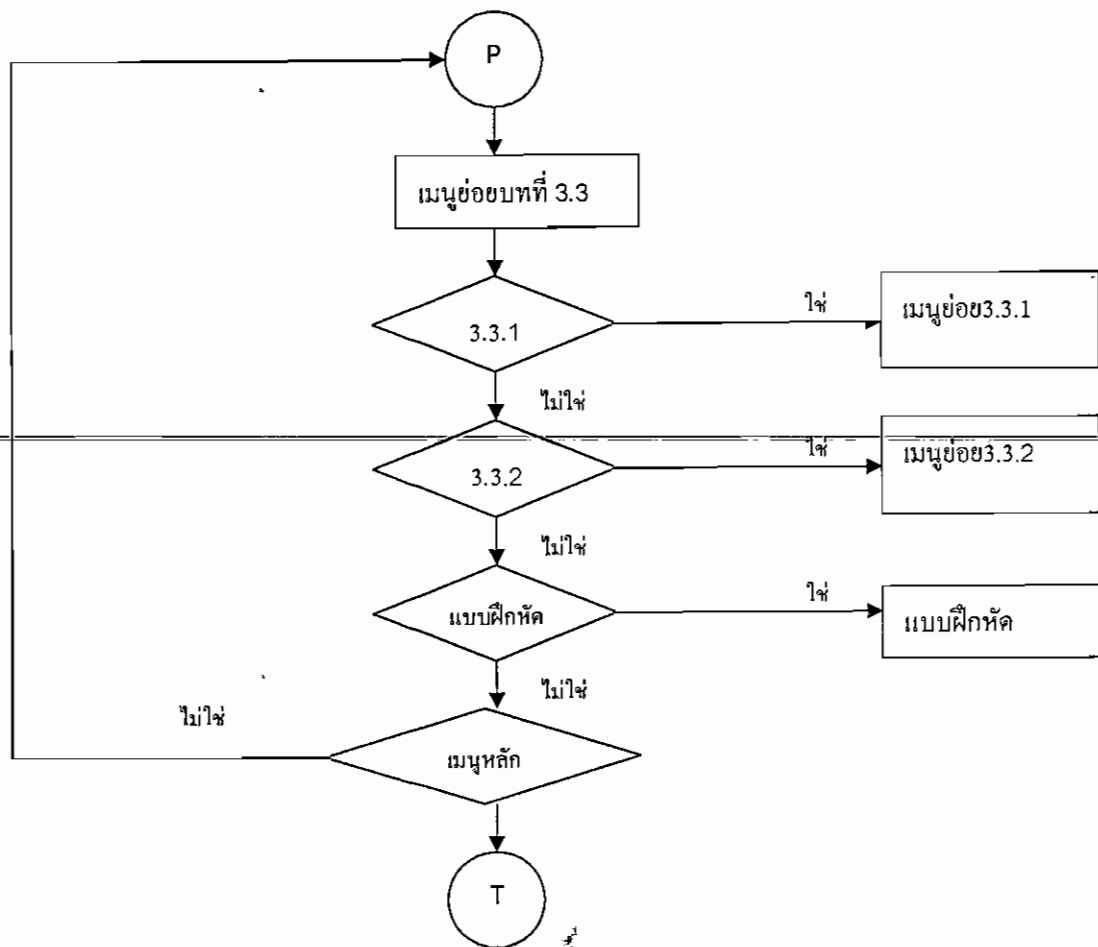 P
เมนูย่อยบทที่ 3.3
3.3.1
ใช่
เมนูย่อย3.3.1
ไม่ใช่
3.3.2
ใช่
เมนูย่อย3.3.2
ไม่ใช่
แบบฝึกหัด
ใช่
แบบฝึกหัด
ไม่ใช่
ไม่ใช่
เมนูหลัก
T